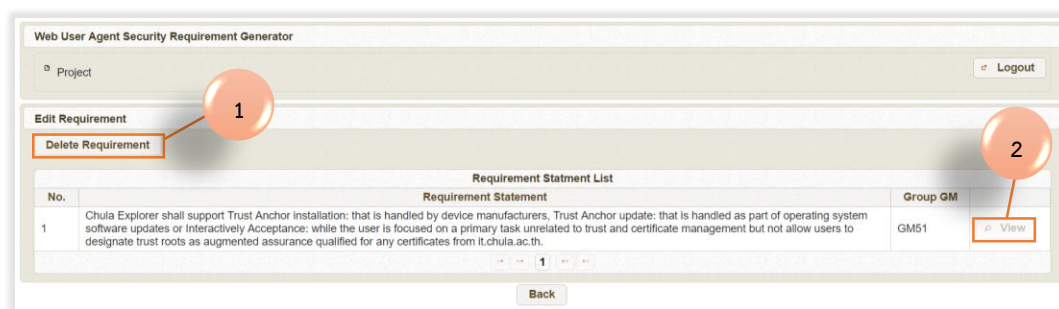 Web User Agent Security Requirement Generator
Project
Logout
1
Edit Requirement
Delete Requirement
2
Requirement Statment List
No. Requirement Statement Group GM
Chula Explorer shall support Trust Anchor installation: that is handled by device manufacturers, Trust Anchor update: that is handled as part of operating system
1 software updates or Interactively Acceptance: while the user is focused on a primary task unrelated to trust and certificate management but not allow users to GM51 View
designate trust roots as augmented assurance qualified for any certificates from it.chula.ac.th.
1
Back